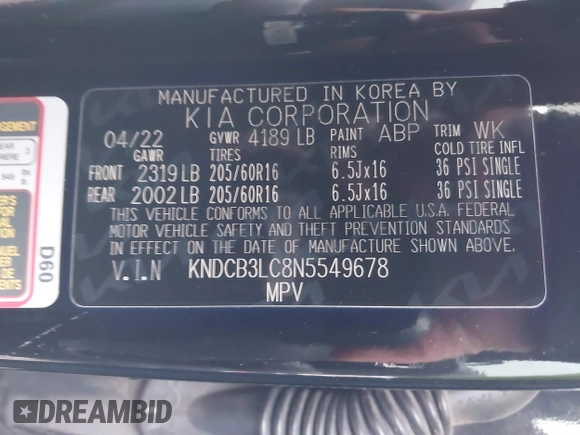 MANUFACTURED IN KOREA BY
KIA CORPORATION
04/22 GVWR 4189 LB PAINT ABP TRIM WK
GAWR TIRES RIMS COLD TIRE INFL
FRONT 2319 LB 205/60R16 6.5Jx16 36 PSI SINGLE
REAR 2002 LB 205/60R16 6.5Jx16 36 PSI SINGLE
THIS VEHICLE CONFORMS TO ALL APPLICABLE U.S.A. FEDERAL
MOTOR VEHICLE SAFETY AND THEFT PREVENTION STANDARDS
IN EFFECT ON THE DATE OF MANUFACTURE SHOWN ABOVE.
V.I.N KNDCB3LC8N5549678
MPV
D60
DREAMBID